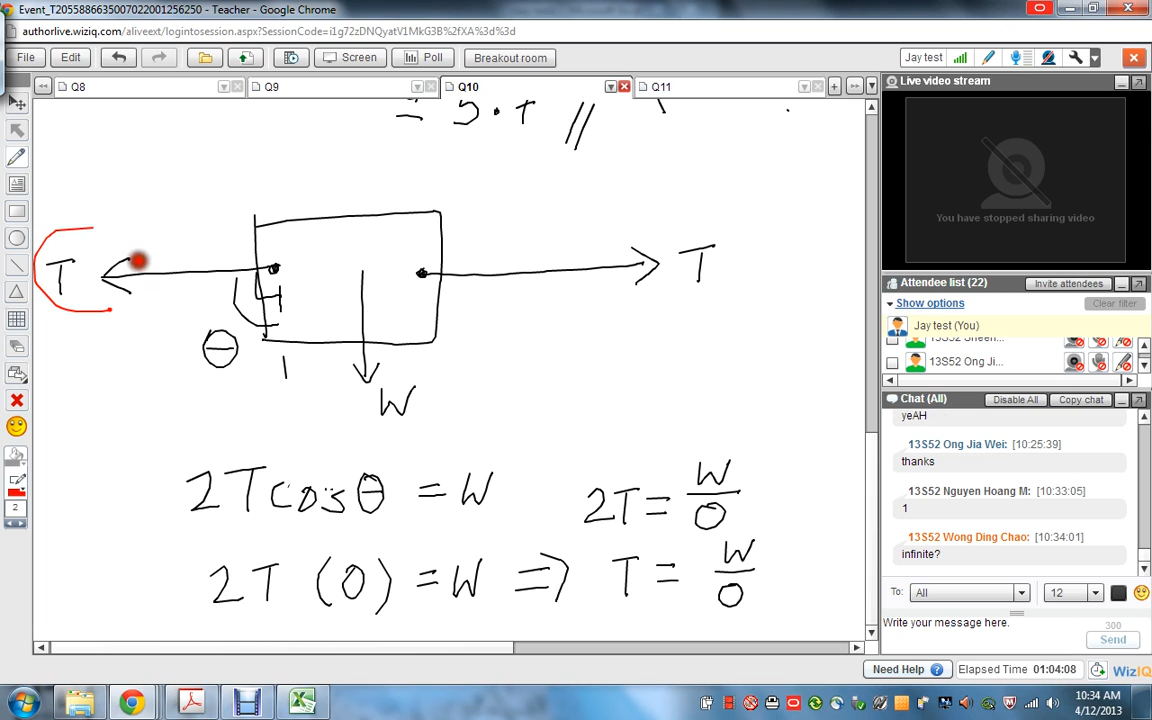 Event_T205588663507022001256250 - Teacher - Google Chrome
authorlive.wiziq.com/aliveext/logintosession.aspx?SessionCode=i1g72zDNQyatV1MkG3B%2fXA%3d%3d
File Edit Screen Poll Breakout room Jay test
Q8 Q9 Q10 Q11
= 5·1 //
T T
θ
W
2T cos θ = W 2T = W/0
2T (0) = W ⇒ T = W/0
Live video stream
You have stopped sharing video
Attendee list (22) Invite attendees
Show options Clear filter
Jay test (You)
13S52 Ong Ji...
Chat (All) Disable All Copy chat
yeAH
13S52 Ong Jia Wei: [10:25:39]
thanks
13S52 Nguyen Hoang M: [10:33:05]
1
13S52 Wong Ding Chao: [10:34:01]
infinite?
To: All 12
Write your message here.
300
Send
2
Need Help ? Elapsed Time 01:04:08 WizIQ
10:34 AM
4/12/2013